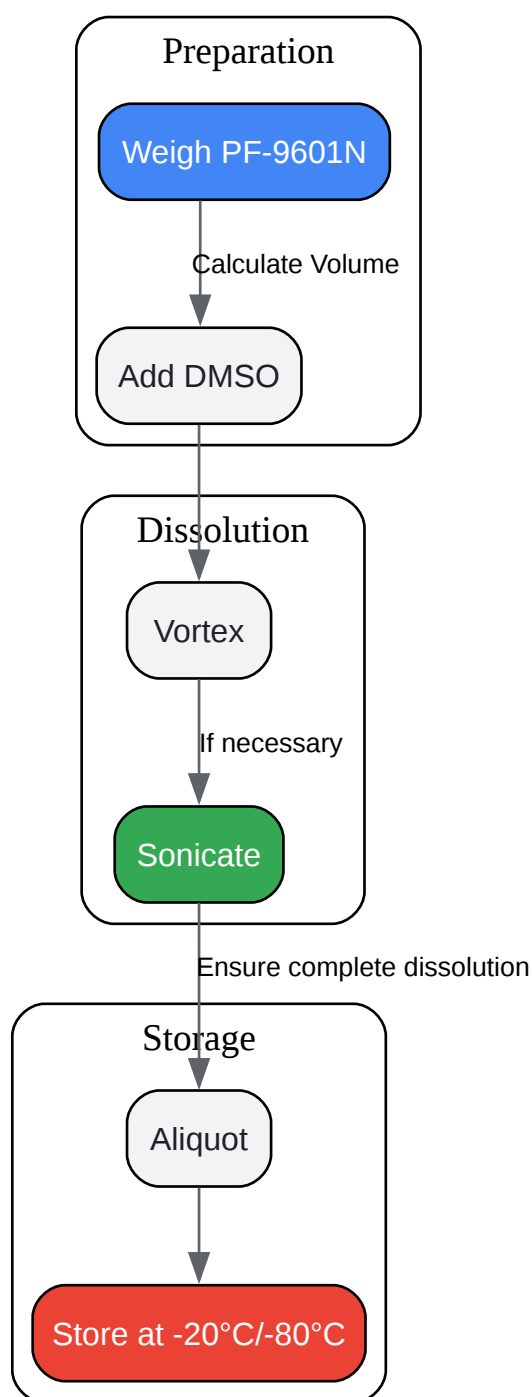 Preparation
Weigh PF-9601N
Calculate Volume
Add DMSO
Dissolution
Vortex
If necessary
Sonicate
Ensure complete dissolution
Storage
Aliquot
Store at -20°C/-80°C